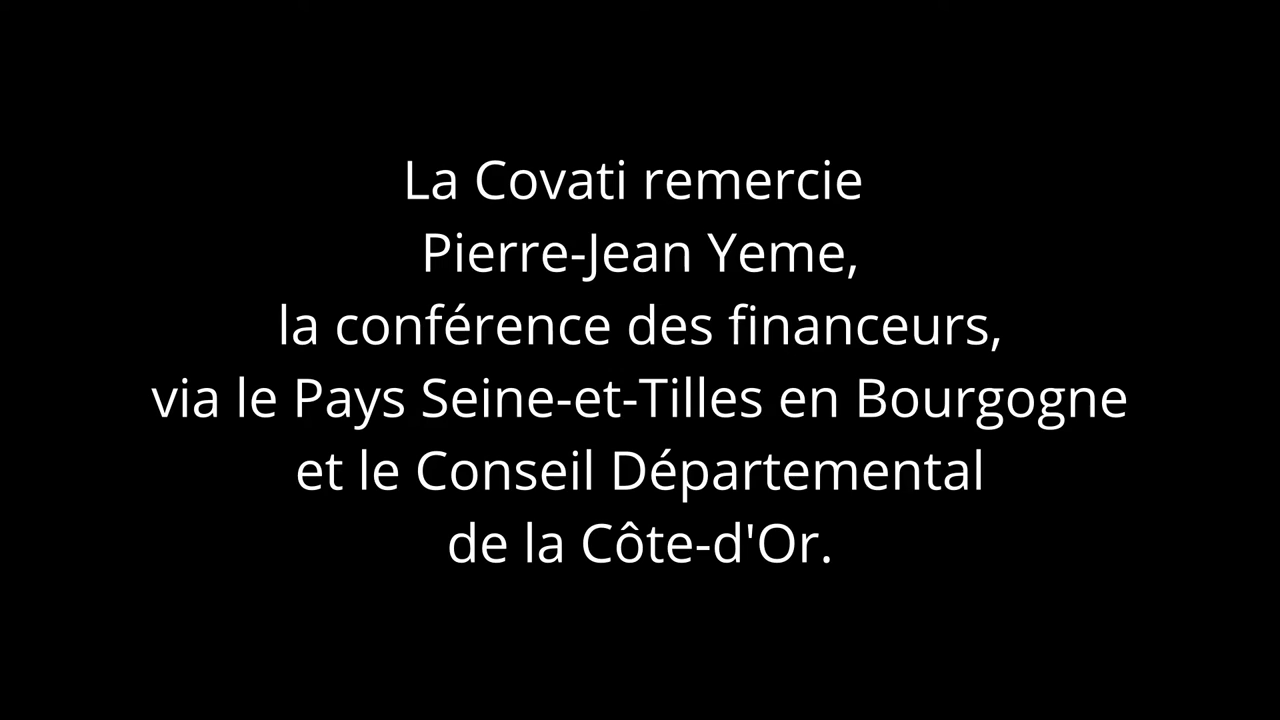 La Covati remercie
Pierre-Jean Yeme,
la conférence des financeurs,
via le Pays Seine-et-Tilles en Bourgogne
et le Conseil Départemental
de la Côte-d'Or.